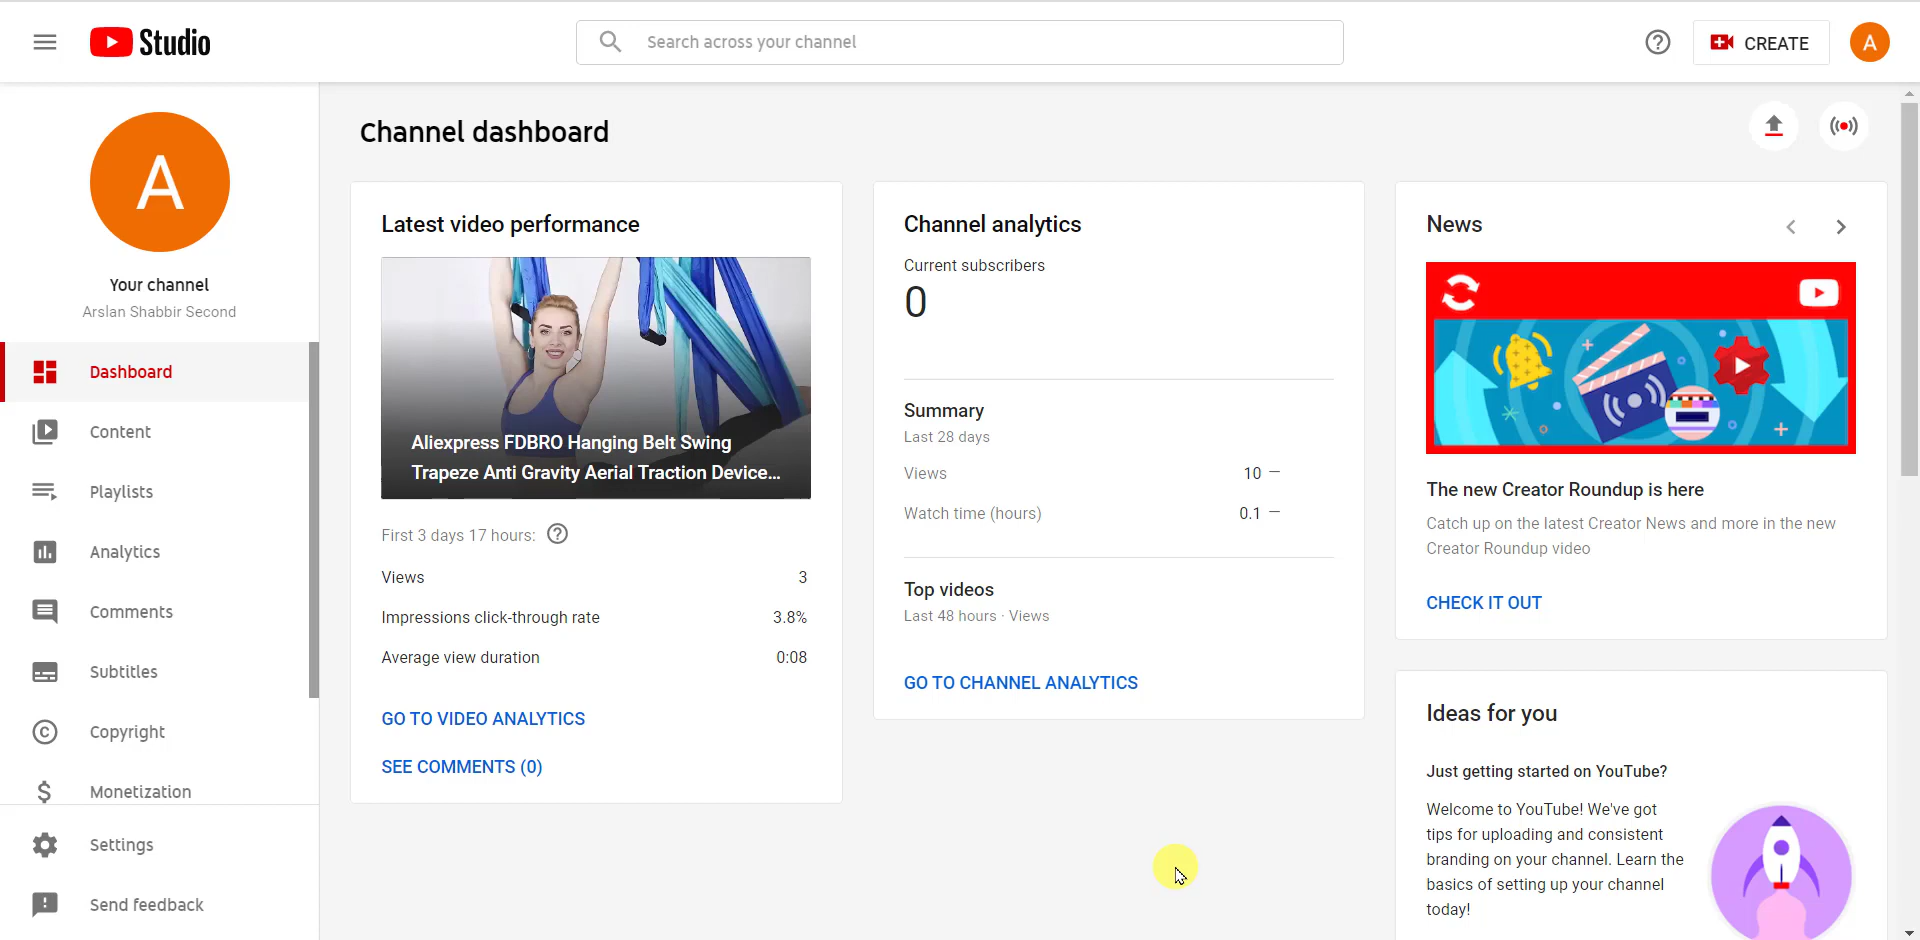 Studio
Search across your channel
CREATE
A
A
Your channel
Arslan Shabbir Second
Dashboard
Content
Playlists
Analytics
Comments
Subtitles
Copyright
Monetization
Settings
Send feedback
Channel dashboard
Latest video performance
Aliexpress FDBRO Hanging Belt Swing
Trapeze Anti Gravity Aerial Traction Device...
First 3 days 17 hours:
Views 3
Impressions click-through rate 3.8%
Average view duration 0:08
GO TO VIDEO ANALYTICS
SEE COMMENTS (0)
Channel analytics
Current subscribers
0
Summary
Last 28 days
Views 10 —
Watch time (hours) 0.1 —
Top videos
Last 48 hours · Views
GO TO CHANNEL ANALYTICS
News
The new Creator Roundup is here
Catch up on the latest Creator News and more in the new
Creator Roundup video
CHECK IT OUT
Ideas for you
Just getting started on YouTube?
Welcome to YouTube! We've got
tips for uploading and consistent
branding on your channel. Learn the
basics of setting up your channel
today!